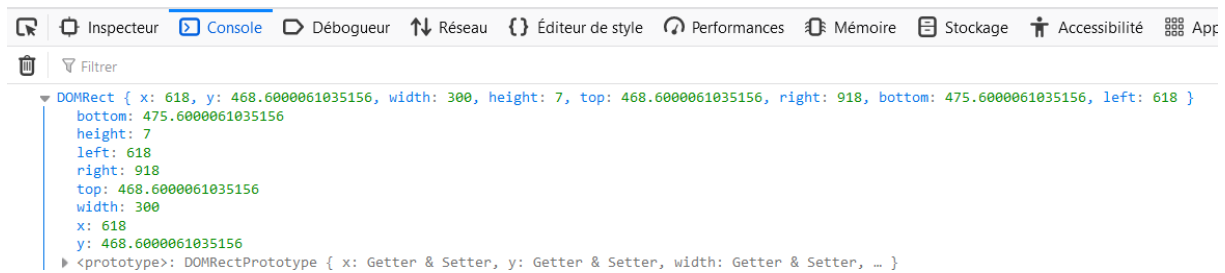 Inspecteur Console Débogueur Réseau Éditeur de style Performances Mémoire Stockage Accessibilité App
Filtrer
DOMRect { x: 618, y: 468.6000061035156, width: 300, height: 7, top: 468.6000061035156, right: 918, bottom: 475.6000061035156, left: 618 }
bottom: 475.6000061035156
height: 7
left: 618
right: 918
top: 468.6000061035156
width: 300
x: 618
y: 468.6000061035156
<prototype>: DOMRectPrototype { x: Getter & Setter, y: Getter & Setter, width: Getter & Setter, … }